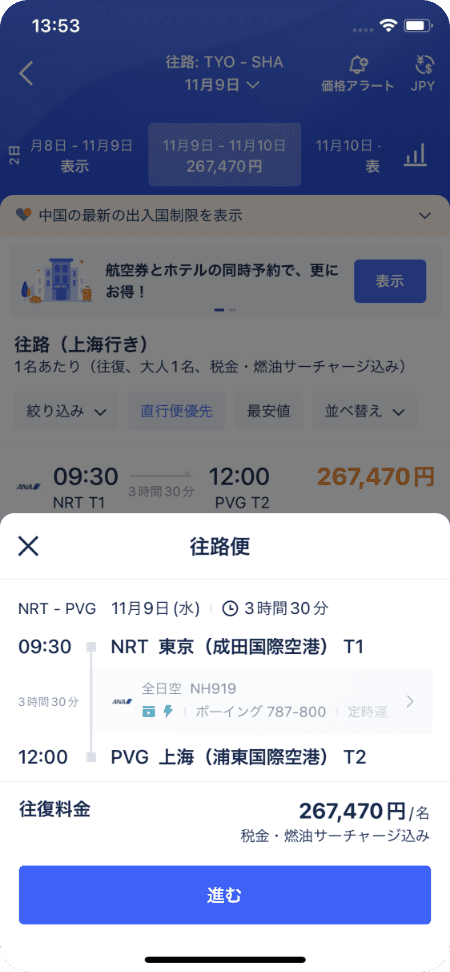 13:53
往路: TYO - SHA
11月9日
価格アラート
JPY
2日
月8日 - 11月9日
表示
11月9日 - 11月10日
267,470円
11月10日 -
表
中国の最新の出入国制限を表示
航空券とホテルの同時予約で、更に
お得！
表示
往路（上海行き）
1名あたり（往復、大人1名、税金・燃油サーチャージ込み）
絞り込み
直行便優先
最安値
並べ替え
ANA
09:30
3時間30分
12:00
267,470円
NRT T1
PVG T2
往路便
NRT - PVG 11月9日(水) 3時間30分
09:30 NRT 東京（成田国際空港） T1
3時間30分
ANA
全日空 NH919
ボーイング 787-800 定時運
12:00 PVG 上海（浦東国際空港） T2
往復料金
267,470円/名
税金・燃油サーチャージ込み
進む